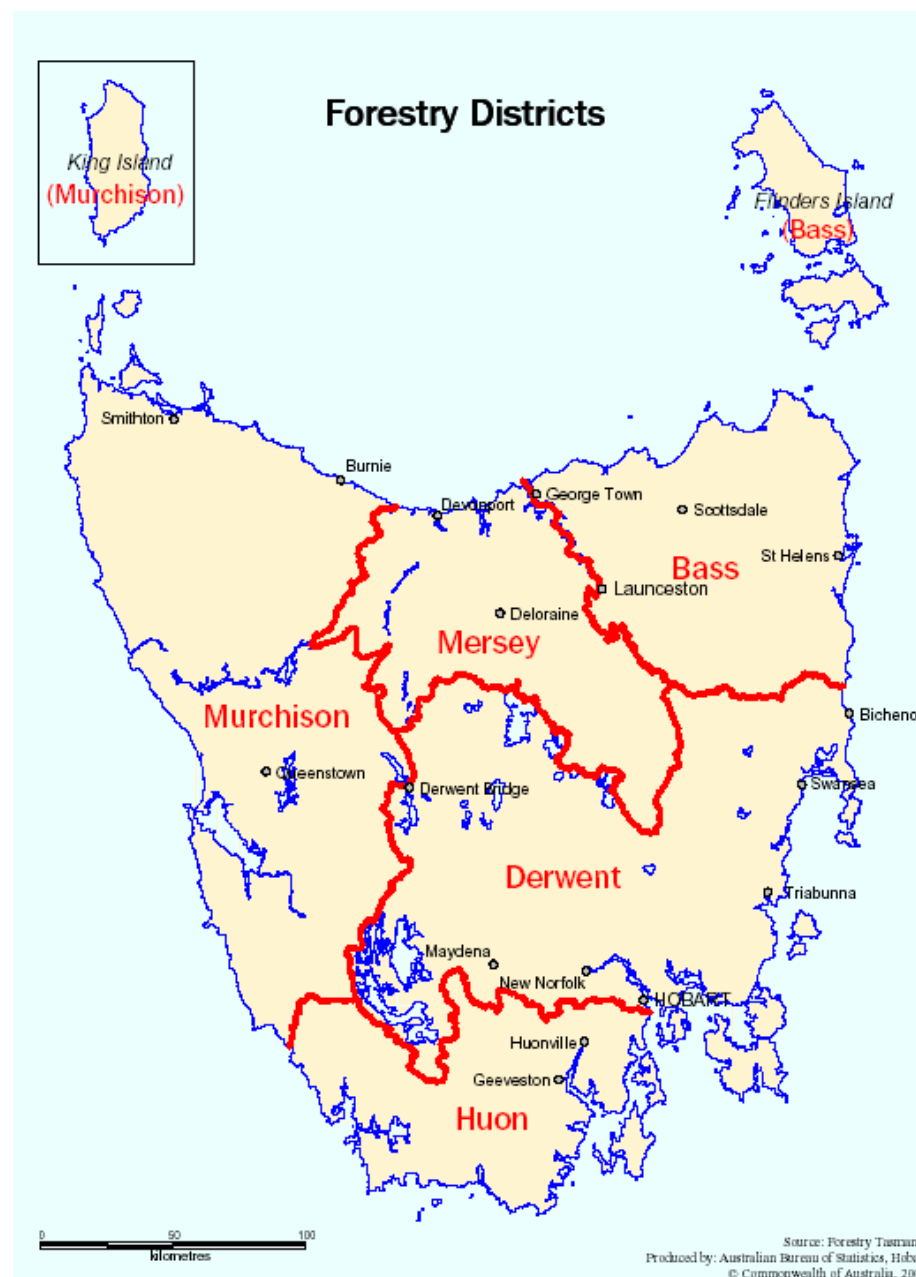 Forestry Districts
King Island
(Murchison)
Flinders Island
(Bass)
Smithton
Burnie
Devonport
George Town
Scottsdale
St Helens
Bass
Launceston
Deloraine
Mersey
Murchison
Bicheno
Queenstown
Derwent Bridge
Swansea
Derwent
Triabunna
Maydena
New Norfolk
HOBART
Huonville
Geeveston
Huon
0 50 100
kilometres
Source: Forestry Tasman
Produced by: Australian Bureau of Statistics, Hoba
© Commonwealth of Australia, 200